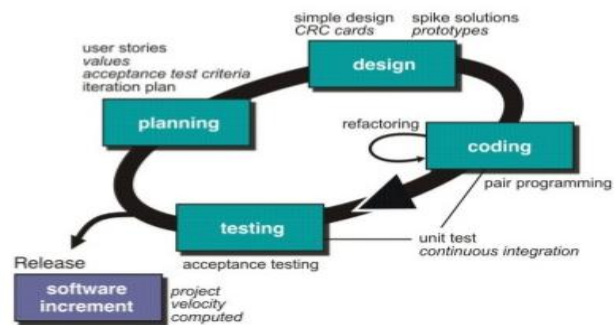 simple design
CRC cards
spike solutions
prototypes
user stories
values
acceptance test criteria
iteration plan
design
planning
refactoring
coding
pair programming
testing
unit test
continuous integration
acceptance testing
Release
software
increment
project
velocity
computed